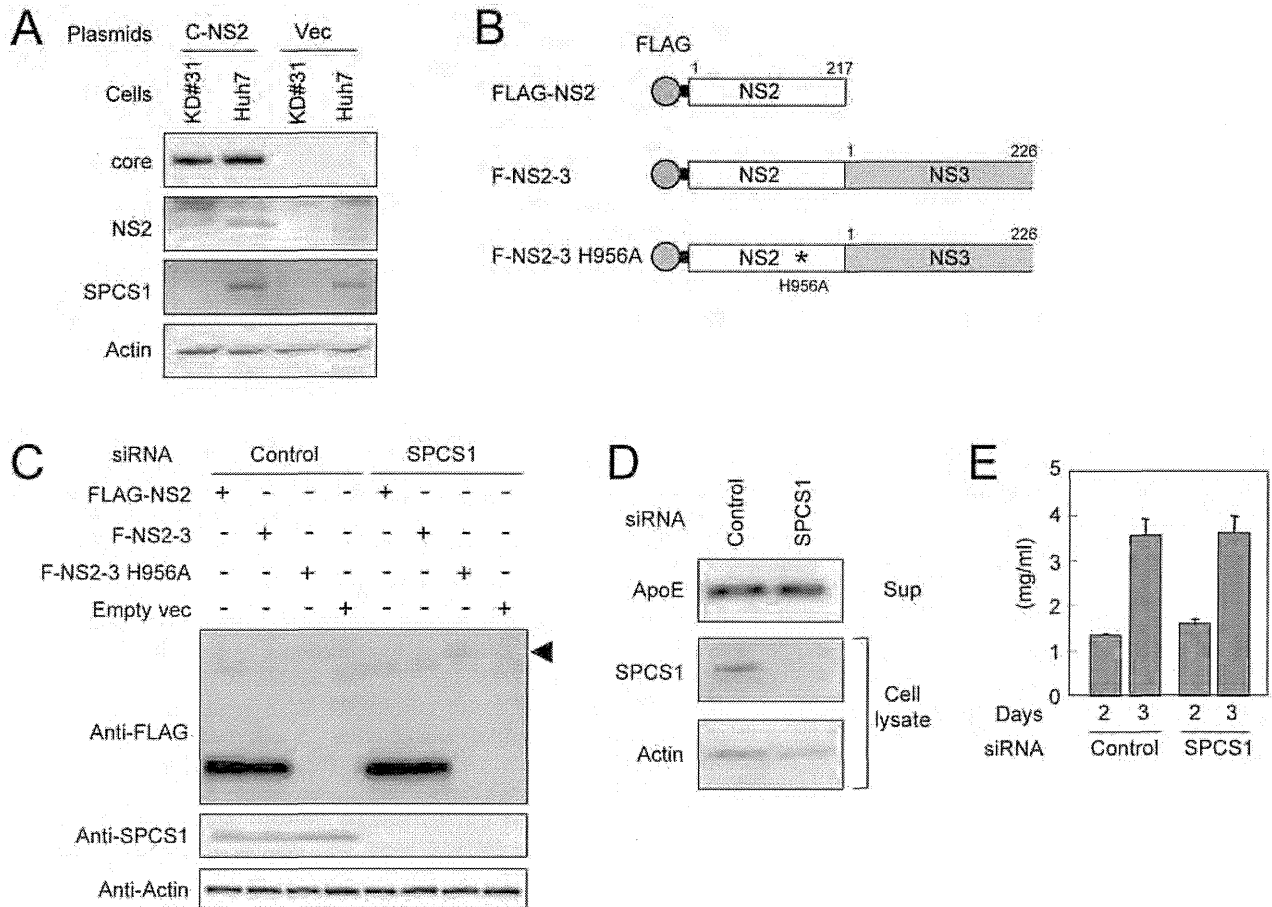 A
Plasmids C-NS2 Vec
Cells KD#31 Huh7 KD#31 Huh7
core
NS2
SPCS1
Actin
B
FLAG
1 217
FLAG-NS2 NS2
1 226
F-NS2-3 NS2 NS3
1 226
F-NS2-3 H956A NS2 * NS3
H956A
C
siRNA Control SPCS1
FLAG-NS2 + - - - + - - -
F-NS2-3 - + - - - + - -
F-NS2-3 H956A - - + - - - + -
Empty vec - - - + - - - +
Anti-FLAG
Anti-SPCS1
Anti-Actin
D
siRNA Control SPCS1
ApoE Sup
SPCS1
Cell
lysate
Actin
E
(mg/ml)
5
4
3
2
1
0
Days 2 3 2 3
siRNA Control SPCS1